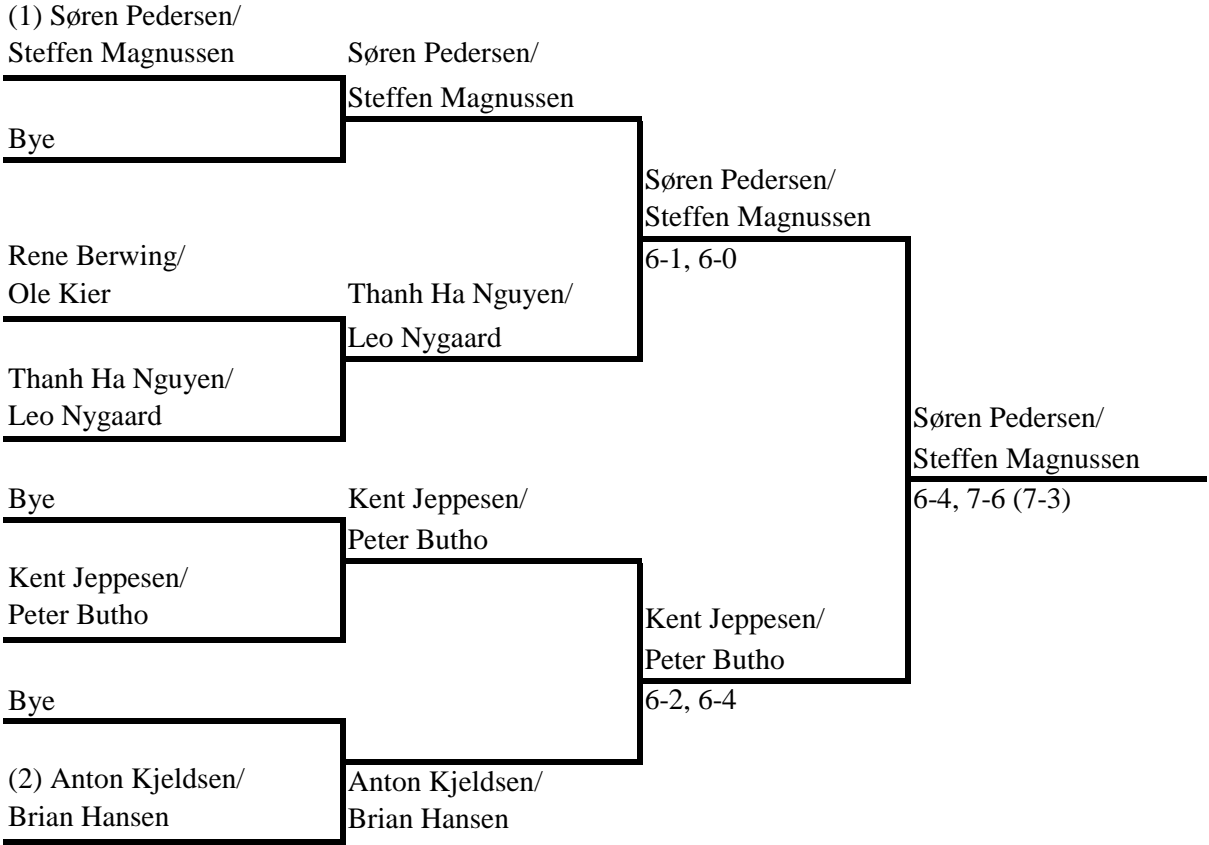 (1) Søren Pedersen/
Steffen Magnussen
Bye
Rene Berwing/
Ole Kier
Thanh Ha Nguyen/
Leo Nygaard
Bye
Kent Jeppesen/
Peter Butho
Bye
(2) Anton Kjeldsen/
Brian Hansen
Søren Pedersen/
Steffen Magnussen
Thanh Ha Nguyen/
Leo Nygaard
Kent Jeppesen/
Peter Butho
Anton Kjeldsen/
Brian Hansen
Søren Pedersen/
Steffen Magnussen
6-1, 6-0
Kent Jeppesen/
Peter Butho
6-2, 6-4
Søren Pedersen/
Steffen Magnussen
6-4, 7-6 (7-3)